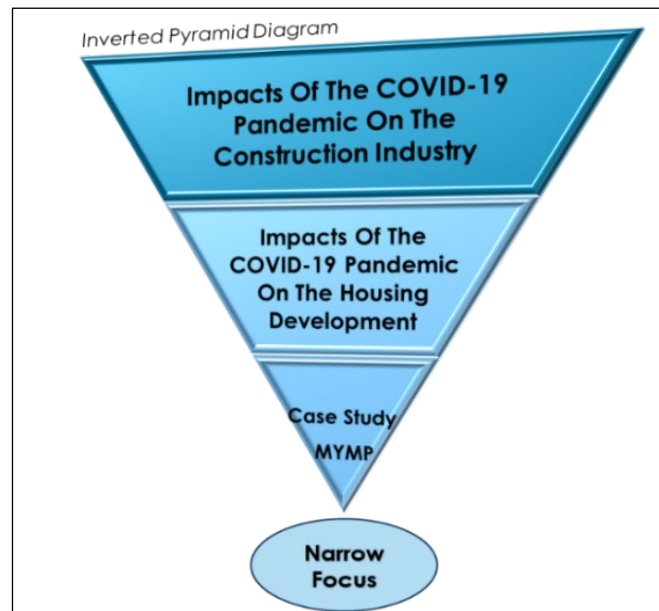 Inverted Pyramid Diagram
Impacts Of The COVID-19
Pandemic On The
Construction Industry
Impacts Of The
COVID-19 Pandemic
On The Housing
Development
Case Study
MYMP
Narrow
Focus